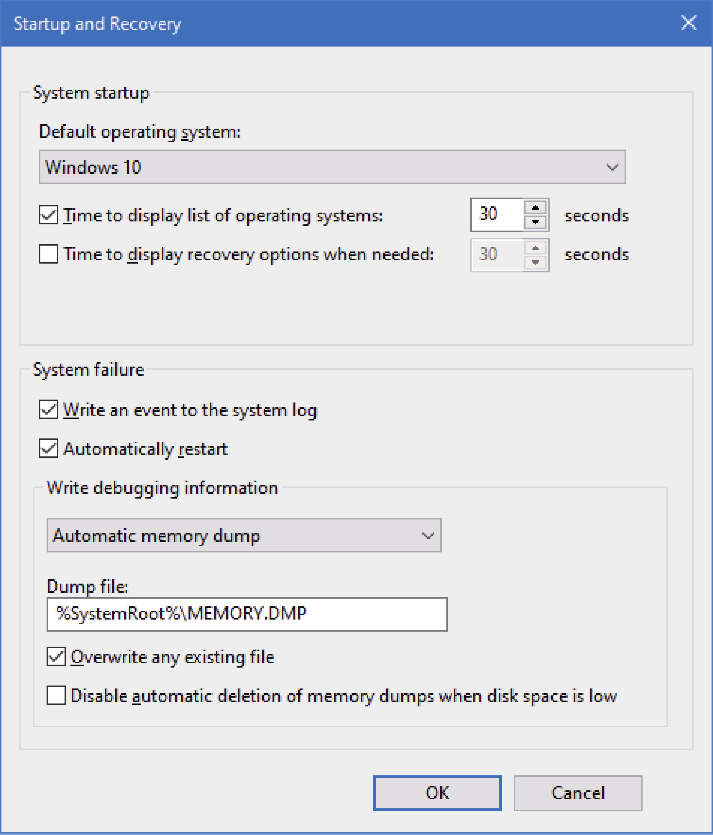 Startup and Recovery
System startup
Default operating system:
Windows 10
Time to display list of operating systems: 30 seconds
Time to display recovery options when needed: 30 seconds
System failure
Write an event to the system log
Automatically restart
Write debugging information
Automatic memory dump
Dump file:
%SystemRoot%\MEMORY.DMP
Overwrite any existing file
Disable automatic deletion of memory dumps when disk space is low
OK Cancel